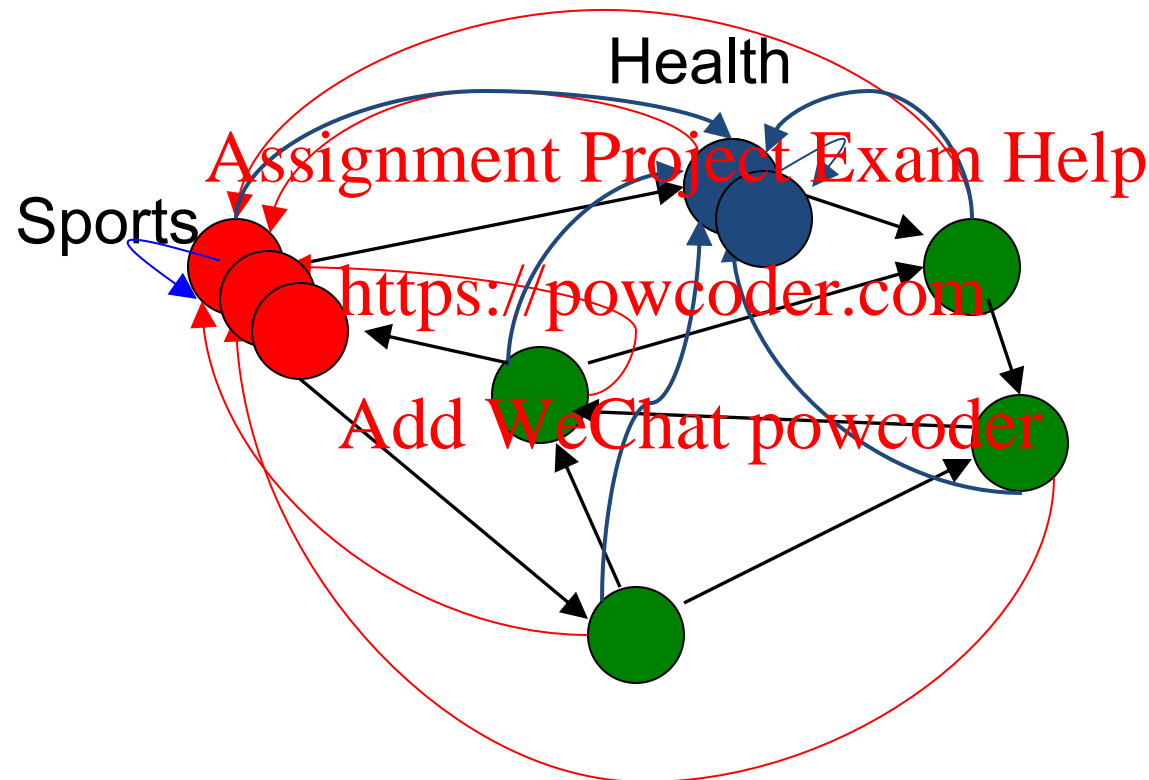 Health
Assignment Project Exam Help
Sports
https://powcoder.com
Add WeChat powcoder